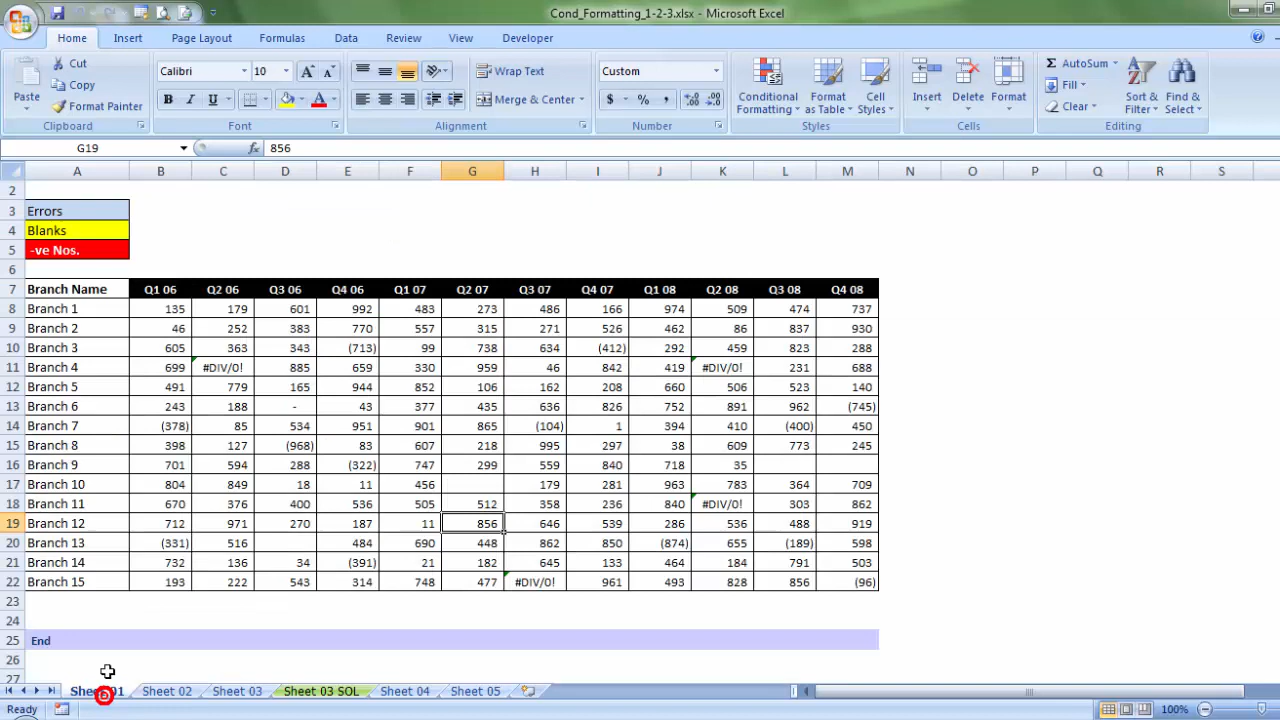 Cond_Formatting_1-2-3.xlsx - Microsoft Excel
Home Insert Page Layout Formulas Data Review View Developer
Paste Cut Copy Format Painter Clipboard
Calibri 10 A A B I U A Font
Wrap Text Merge & Center Alignment
Custom $ % , Number
Conditional Formatting Format as Table Cell Styles Styles
Insert Delete Format Cells
Σ AutoSum Fill Clear Sort & Filter Find & Select Editing
G19 fx 856
A B C D E F G H I J K L M N O P Q R S
2
3 Errors
4 Blanks
5 -ve Nos.
6
7 Branch Name Q1 06 Q2 06 Q3 06 Q4 06 Q1 07 Q2 07 Q3 07 Q4 07 Q1 08 Q2 08 Q3 08 Q4 08
8 Branch 1 135 179 601 992 483 273 486 166 974 509 474 737
9 Branch 2 46 252 383 770 557 315 271 526 462 86 837 930
10 Branch 3 605 363 343 (713) 99 738 634 (412) 292 459 823 288
11 Branch 4 699 #DIV/0! 885 659 330 959 46 842 419 #DIV/0! 231 688
12 Branch 5 491 779 165 944 852 106 162 208 660 506 523 140
13 Branch 6 243 188 - 43 377 435 636 826 752 891 962 (745)
14 Branch 7 (378) 85 534 951 901 865 (104) 1 394 410 (400) 450
15 Branch 8 398 127 (968) 83 607 218 995 297 38 609 773 245
16 Branch 9 701 594 288 (322) 747 299 559 840 718 35
17 Branch 10 804 849 18 11 456 179 281 963 783 364 709
18 Branch 11 670 376 400 536 505 512 358 236 840 #DIV/0! 303 862
19 Branch 12 712 971 270 187 11 856 646 539 286 536 488 919
20 Branch 13 (331) 516 484 690 448 862 850 (874) 655 (189) 598
21 Branch 14 732 136 34 (391) 21 182 645 133 464 184 791 503
22 Branch 15 193 222 543 314 748 477 #DIV/0! 961 493 828 856 (96)
23
24
25 End
26
27
Sheet 01 Sheet 02 Sheet 03 Sheet 03 SOL Sheet 04 Sheet 05
Ready 100%